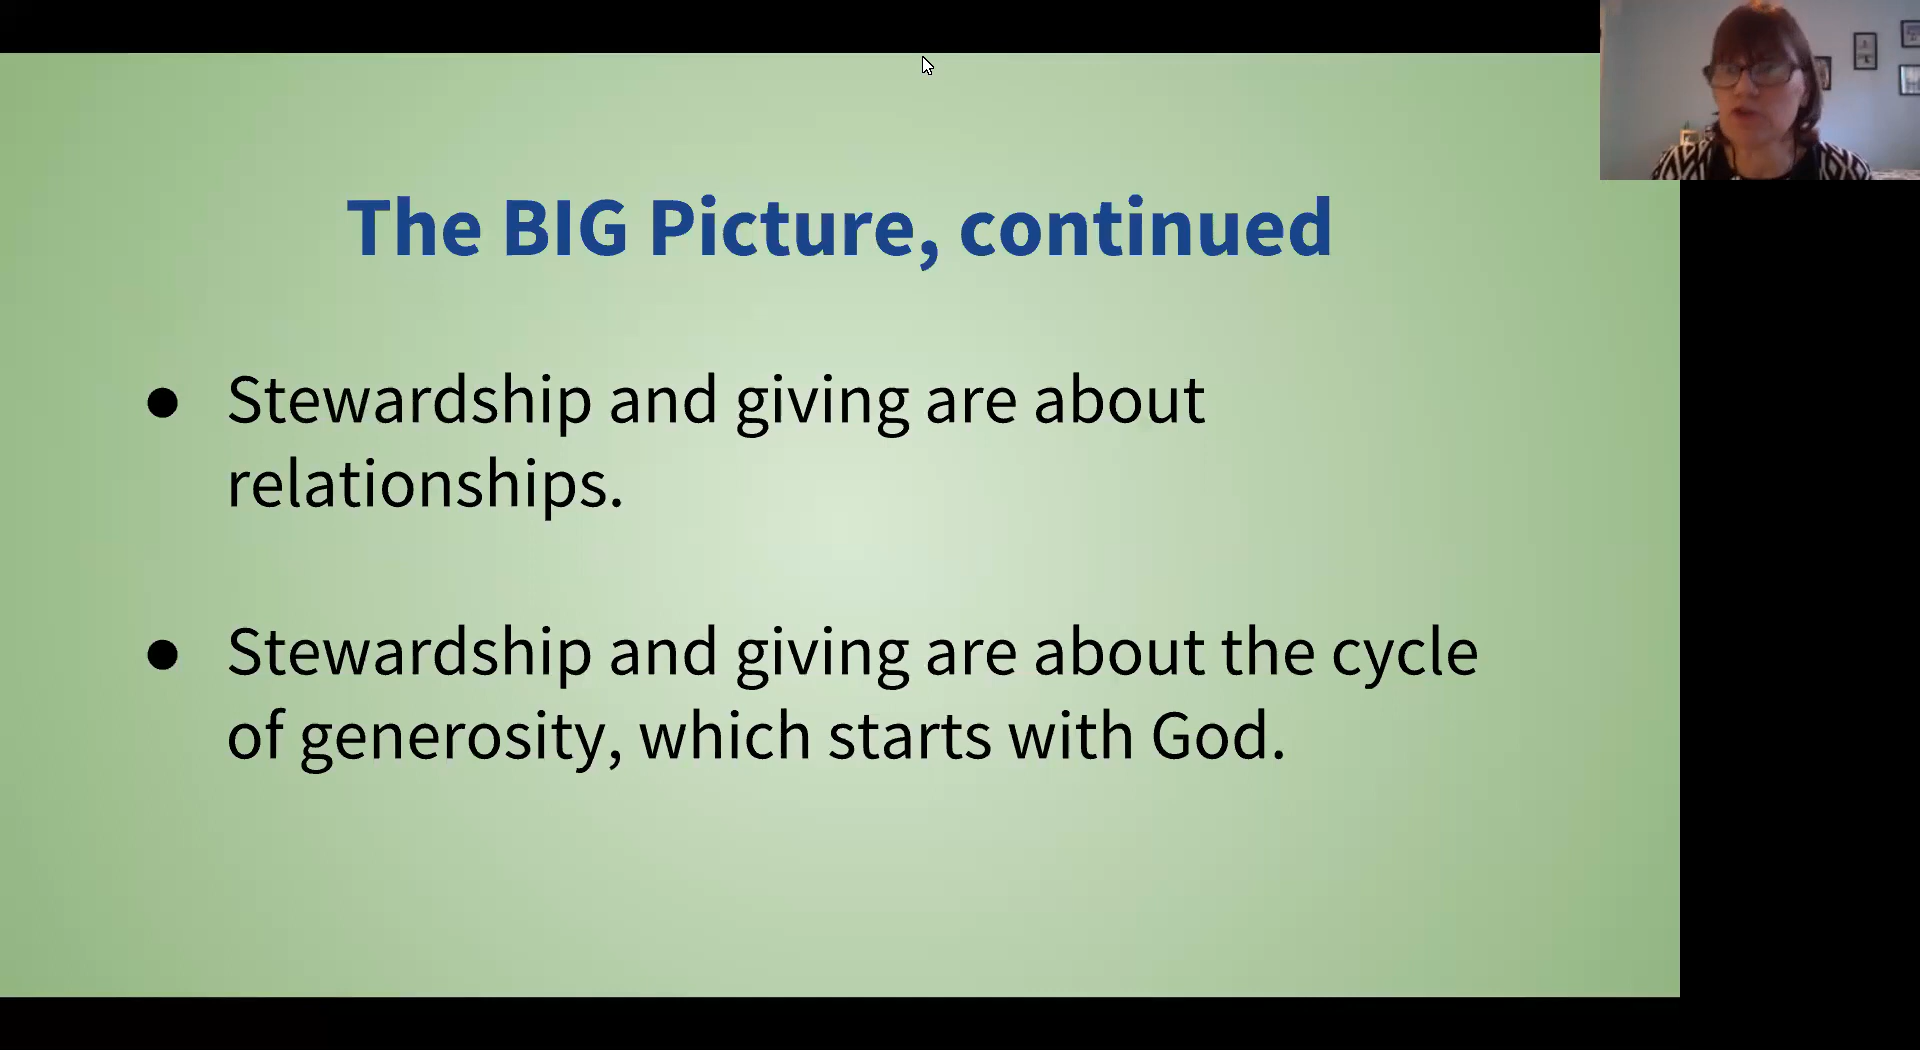 The BIG Picture, continued
● Stewardship and giving are about
relationships.
● Stewardship and giving are about the cycle
of generosity, which starts with God.